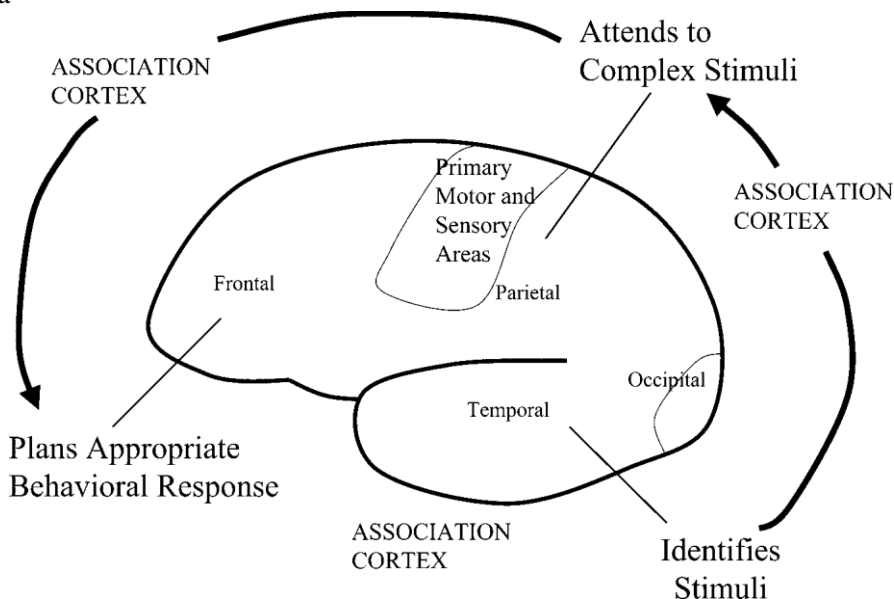 a
Attends to
Complex Stimuli
ASSOCIATION
CORTEX
Primary
Motor and
Sensory
Areas
ASSOCIATION
CORTEX
Frontal
Parietal
Occipital
Temporal
Plans Appropriate
Behavioral Response
ASSOCIATION
CORTEX
Identifies
Stimuli